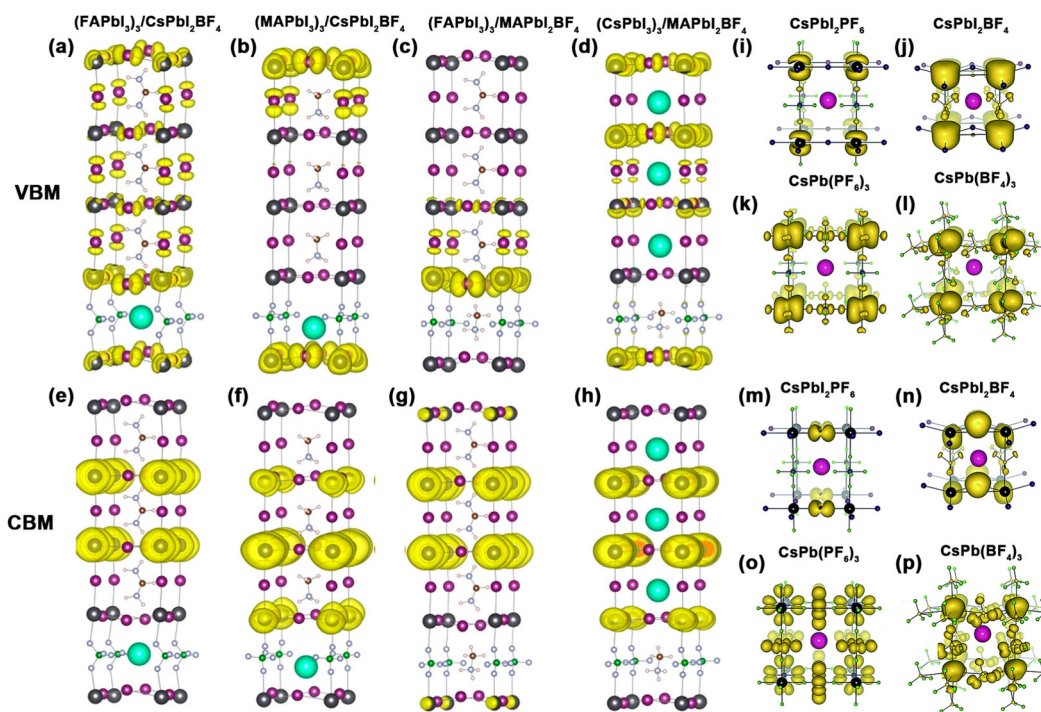 (FAPbI₃)₃/CsPbI₂BF₄ (MAPbI₃)₃/CsPbI₂BF₄ (FAPbI₃)₃/MAPbI₂BF₄ (CsPbI₃)₃/MAPbI₂BF₄
(a) (b) (c) (d)
VBM
CsPbI₂PF₆ CsPbI₂BF₄
(i) (j)
CsPb(PF₆)₃ CsPb(BF₄)₃
(k) (l)
(e) (f) (g) (h)
CBM
CsPbI₂PF₆ CsPbI₂BF₄
(m) (n)
CsPb(PF₆)₃ CsPb(BF₄)₃
(o) (p)